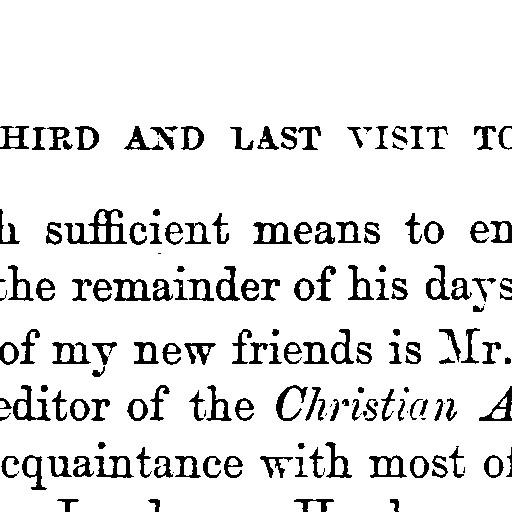 HIRD AND LAST VISIT TO
h sufficient means to en
the remainder of his days
of my new friends is Mr.
editor of the Christian A
cquaintance with most of